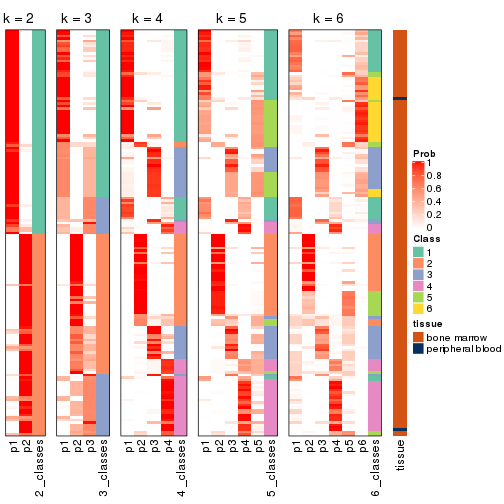 k = 2
k = 3
k = 4
k = 5
k = 6
Prob
1
0.8
0.6
0.4
0.2
0
Class
1
2
3
4
5
6
tissue
bone marrow
peripheral blood
p1
p2
2_classes
p1
p2
p3
3_classes
p1
p2
p3
p4
4_classes
p1
p2
p3
p4
p5
5_classes
p1
p2
p3
p4
p5
p6
6_classes
tissue